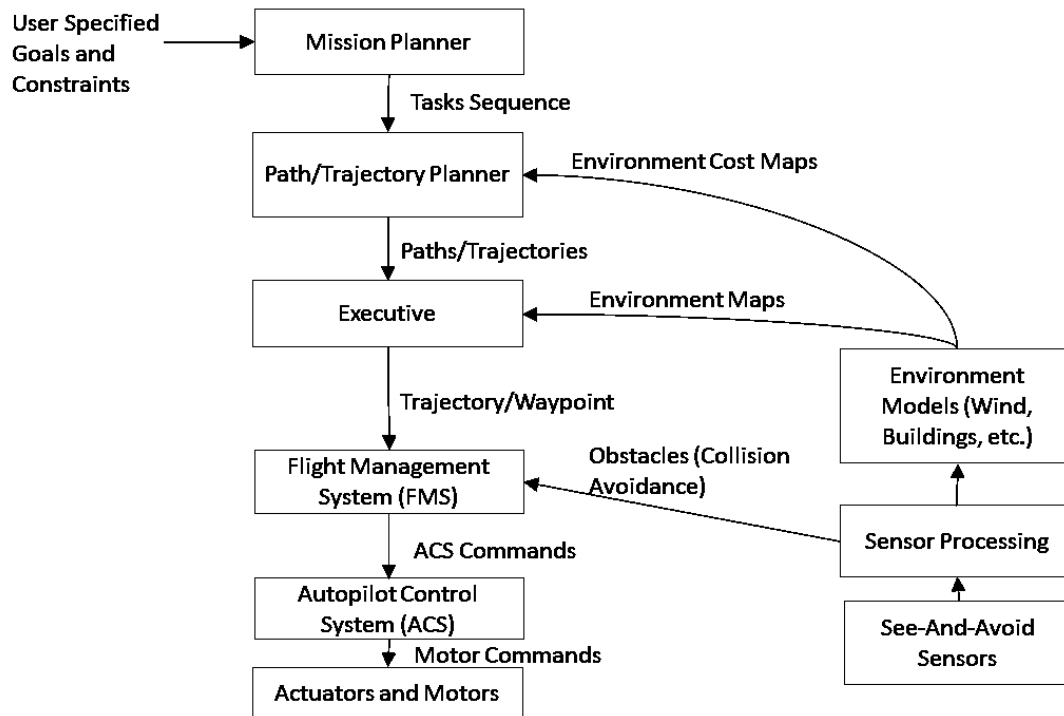 User Specified
Goals and
Constraints
Mission Planner
Tasks Sequence
Path/Trajectory Planner
Environment Cost Maps
Paths/Trajectories
Executive
Environment Maps
Environment
Models (Wind,
Buildings, etc.)
Trajectory/Waypoint
Flight Management
System (FMS)
Obstacles (Collision
Avoidance)
Sensor Processing
ACS Commands
Autopilot Control
System (ACS)
See-And-Avoid
Sensors
Motor Commands
Actuators and Motors